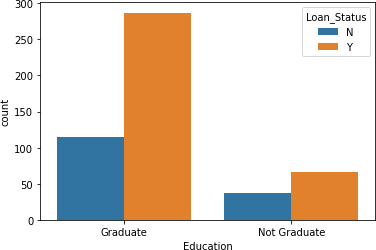 300
250
200
150
100
50
0
count
Loan_Status
N
Y
Graduate
Not Graduate
Education